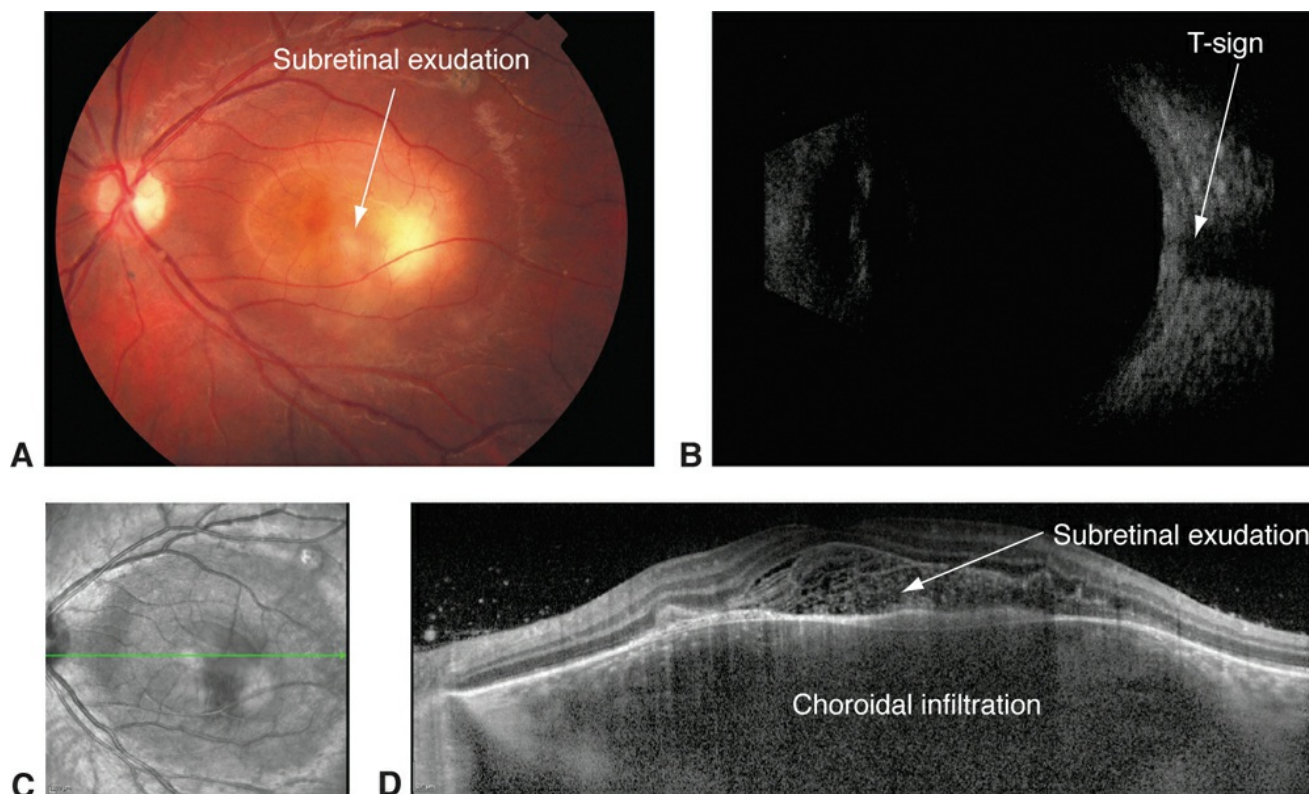 Subretinal exudation
T-sign
A
B
Subretinal exudation
Choroidal infiltration
C
D